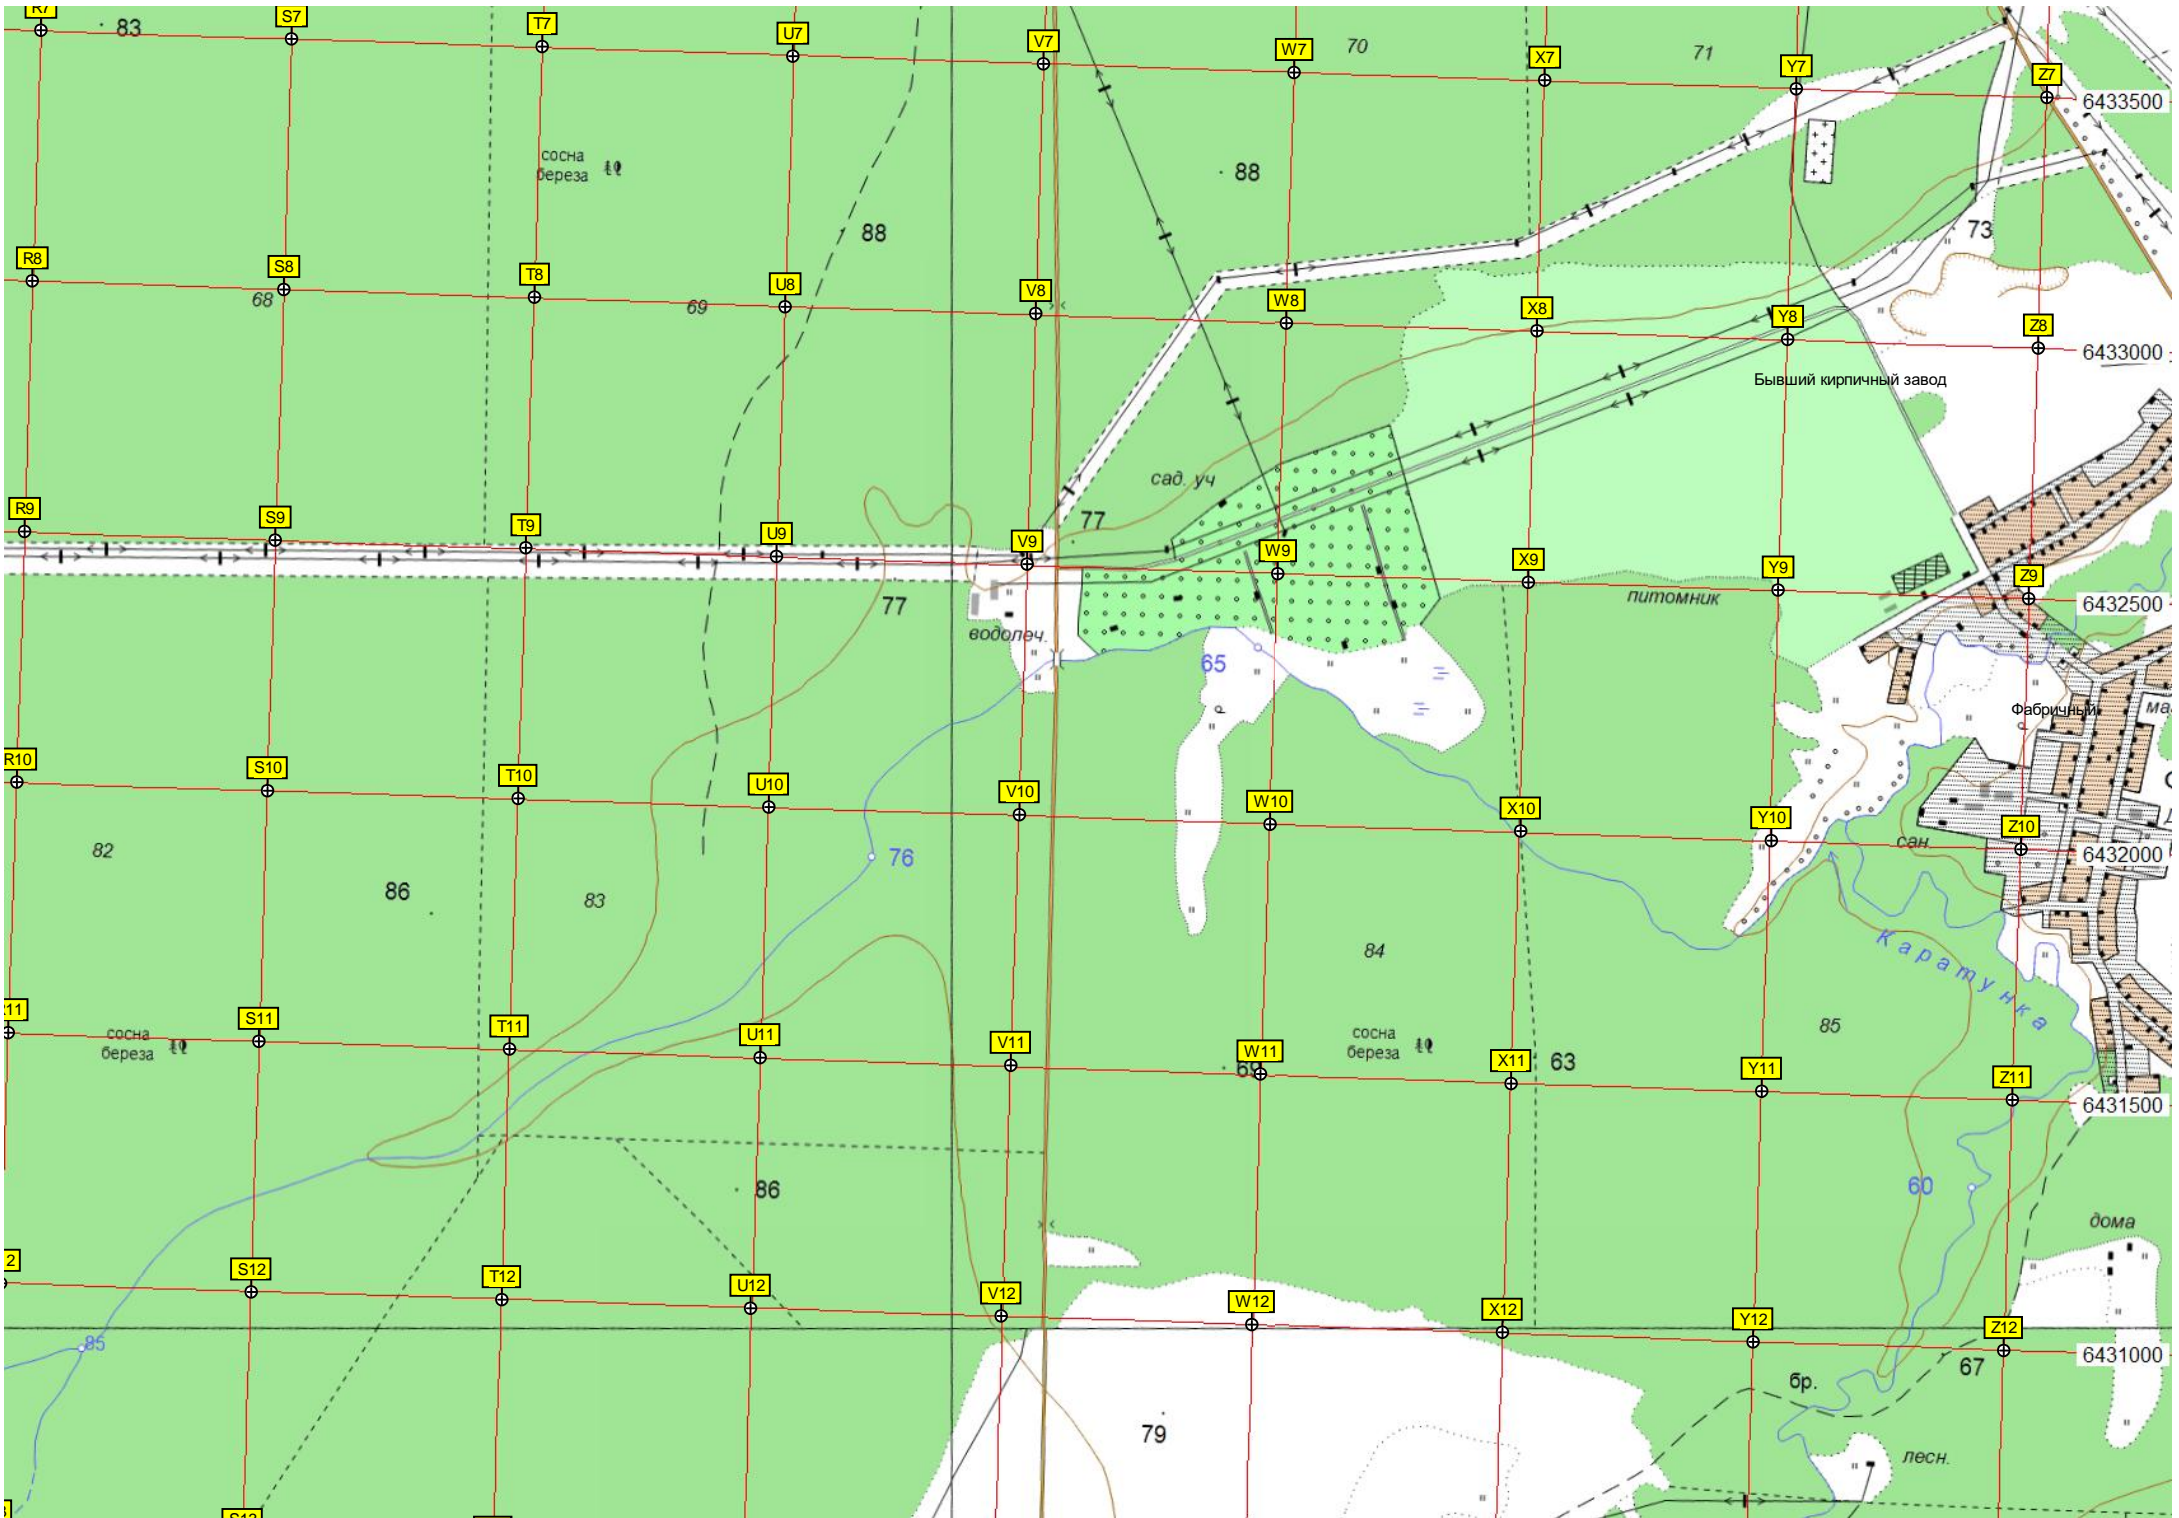 R7
83
S7
T7
U7
V7
W7
70
X7
71
Y7
Z7
6433500
сосна
береза
88
88
73
R8
S8
68
T8
69
U8
V8
W8
X8
Y8
Z8
6433000
Бывший кирпичный завод
сад. уч
77
R9
S9
T9
U9
V9
W9
X9
Y9
Z9
6432500
77
питомник
водолеч.
65
Фабричный
ма
R10
S10
T10
U10
V10
W10
X10
Y10
Z10
6432000
сан.
82
76
86
83
84
Каратунка
11
S11
T11
U11
V11
W11
X11
Y11
Z11
6431500
сосна
береза
сосна
береза
69
63
85
86
60
дома
2
S12
T12
U12
V12
W12
X12
Y12
Z12
6431000
85
67
бр.
79
лесн.
S13